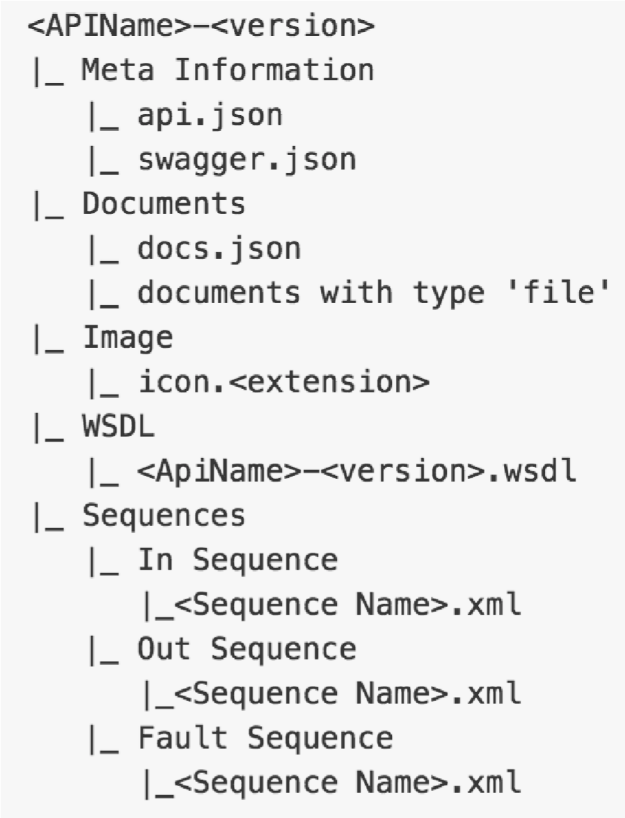 <APIName>-<version>
|_ Meta Information
   |_ api.json
   |_ swagger.json
|_ Documents
   |_ docs.json
   |_ documents with type 'file'
|_ Image
   |_ icon.<extension>
|_ WSDL
   |_ <ApiName>-<version>.wsdl
|_ Sequences
   |_ In Sequence
      |_<Sequence Name>.xml
   |_ Out Sequence
      |_<Sequence Name>.xml
   |_ Fault Sequence
      |_<Sequence Name>.xml